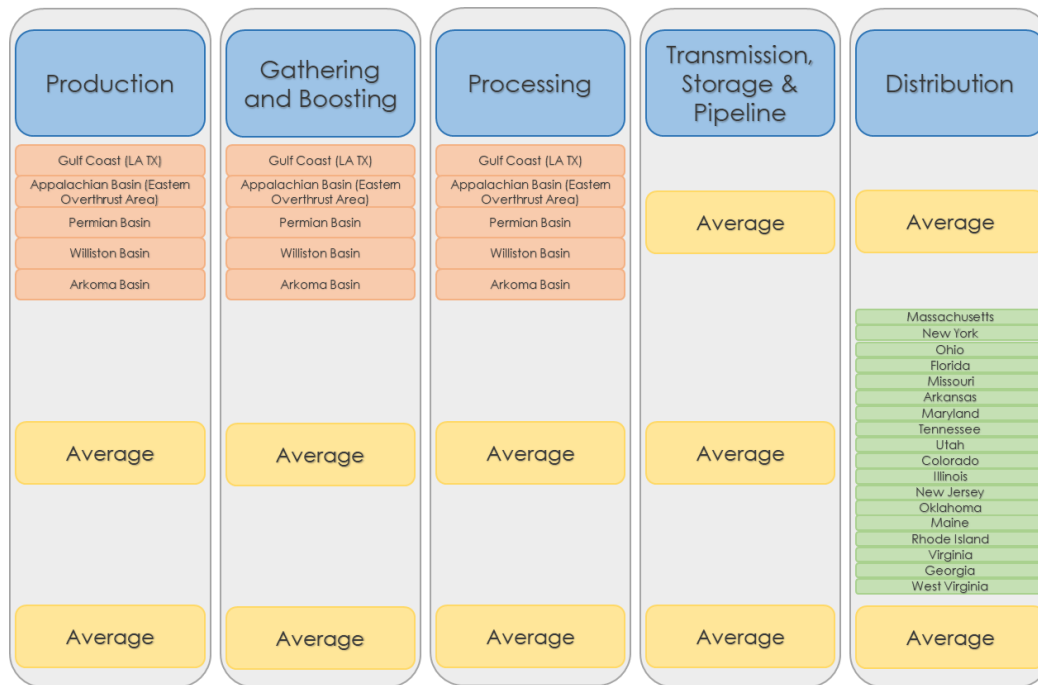 Production
Gathering
and Boosting
Processing
Transmission,
Storage &
Pipeline
Distribution
Gulf Coast (LA TX)
Appalachian Basin (Eastern
Overthrust Area)
Permian Basin
Williston Basin
Arkoma Basin
Gulf Coast (LA TX)
Appalachian Basin (Eastern
Overthrust Area)
Permian Basin
Williston Basin
Arkoma Basin
Gulf Coast (LA TX)
Appalachian Basin (Eastern
Overthrust Area)
Permian Basin
Williston Basin
Arkoma Basin
Average
Average
Massachusetts
New York
Ohio
Florida
Missouri
Arkansas
Maryland
Tennessee
Utah
Colorado
Illinois
New Jersey
Oklahoma
Maine
Rhode Island
Virginia
Georgia
West Virginia
Average
Average
Average
Average
Average
Average
Average
Average
Average